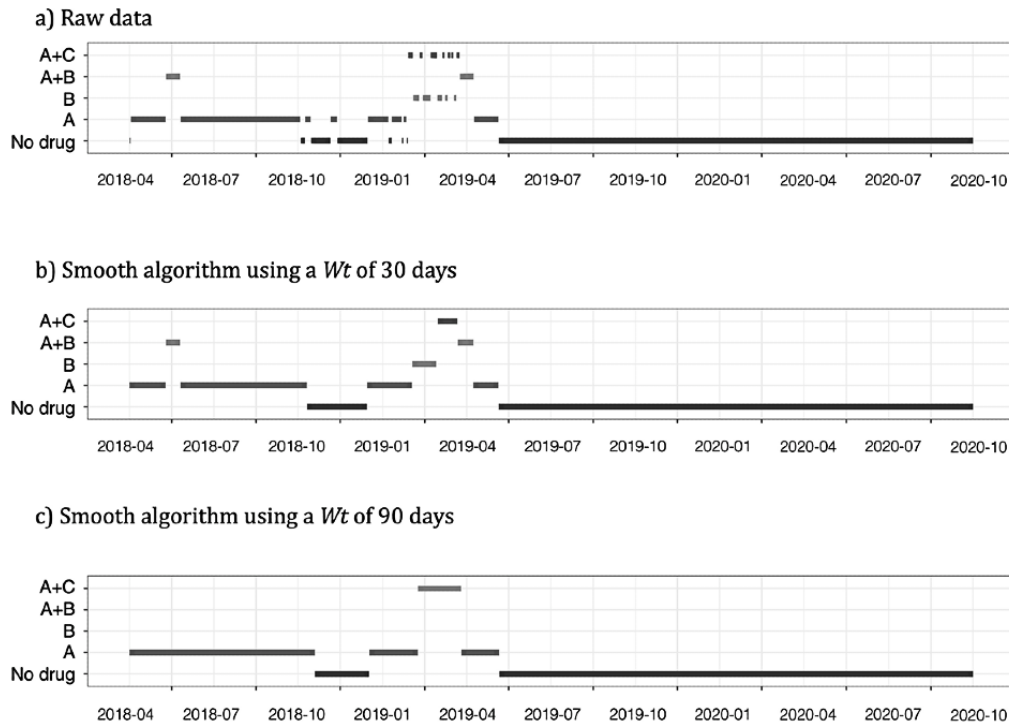 a) Raw data
A+C
A+B
B
A
No drug
2018-04 2018-07 2018-10 2019-01 2019-04 2019-07 2019-10 2020-01 2020-04 2020-07 2020-10
b) Smooth algorithm using a Wt of 30 days
A+C
A+B
B
A
No drug
2018-04 2018-07 2018-10 2019-01 2019-04 2019-07 2019-10 2020-01 2020-04 2020-07 2020-10
c) Smooth algorithm using a Wt of 90 days
A+C
A+B
B
A
No drug
2018-04 2018-07 2018-10 2019-01 2019-04 2019-07 2019-10 2020-01 2020-04 2020-07 2020-10